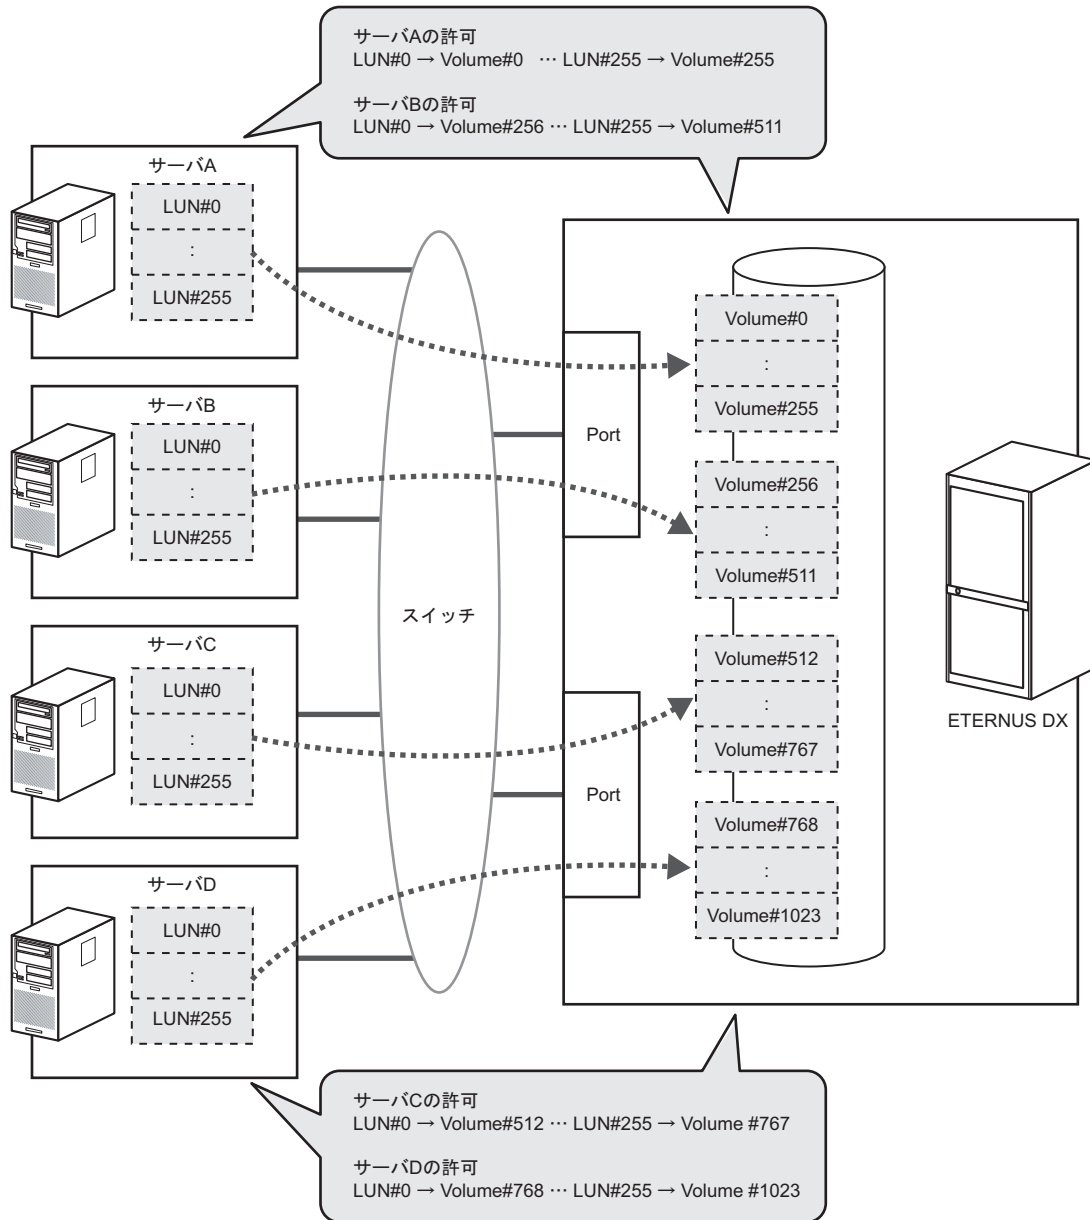 サーバAの許可
LUN#0 → Volume#0 … LUN#255 → Volume#255
サーバBの許可
LUN#0 → Volume#256 … LUN#255 → Volume#511
サーバA
LUN#0
:
LUN#255
サーバB
LUN#0
:
LUN#255
サーバC
LUN#0
:
LUN#255
サーバD
LUN#0
:
LUN#255
スイッチ
Port
Port
Volume#0
:
Volume#255
Volume#256
:
Volume#511
Volume#512
:
Volume#767
Volume#768
:
Volume#1023
ETERNUS DX
サーバCの許可
LUN#0 → Volume#512 … LUN#255 → Volume #767
サーバDの許可
LUN#0 → Volume#768 … LUN#255 → Volume #1023